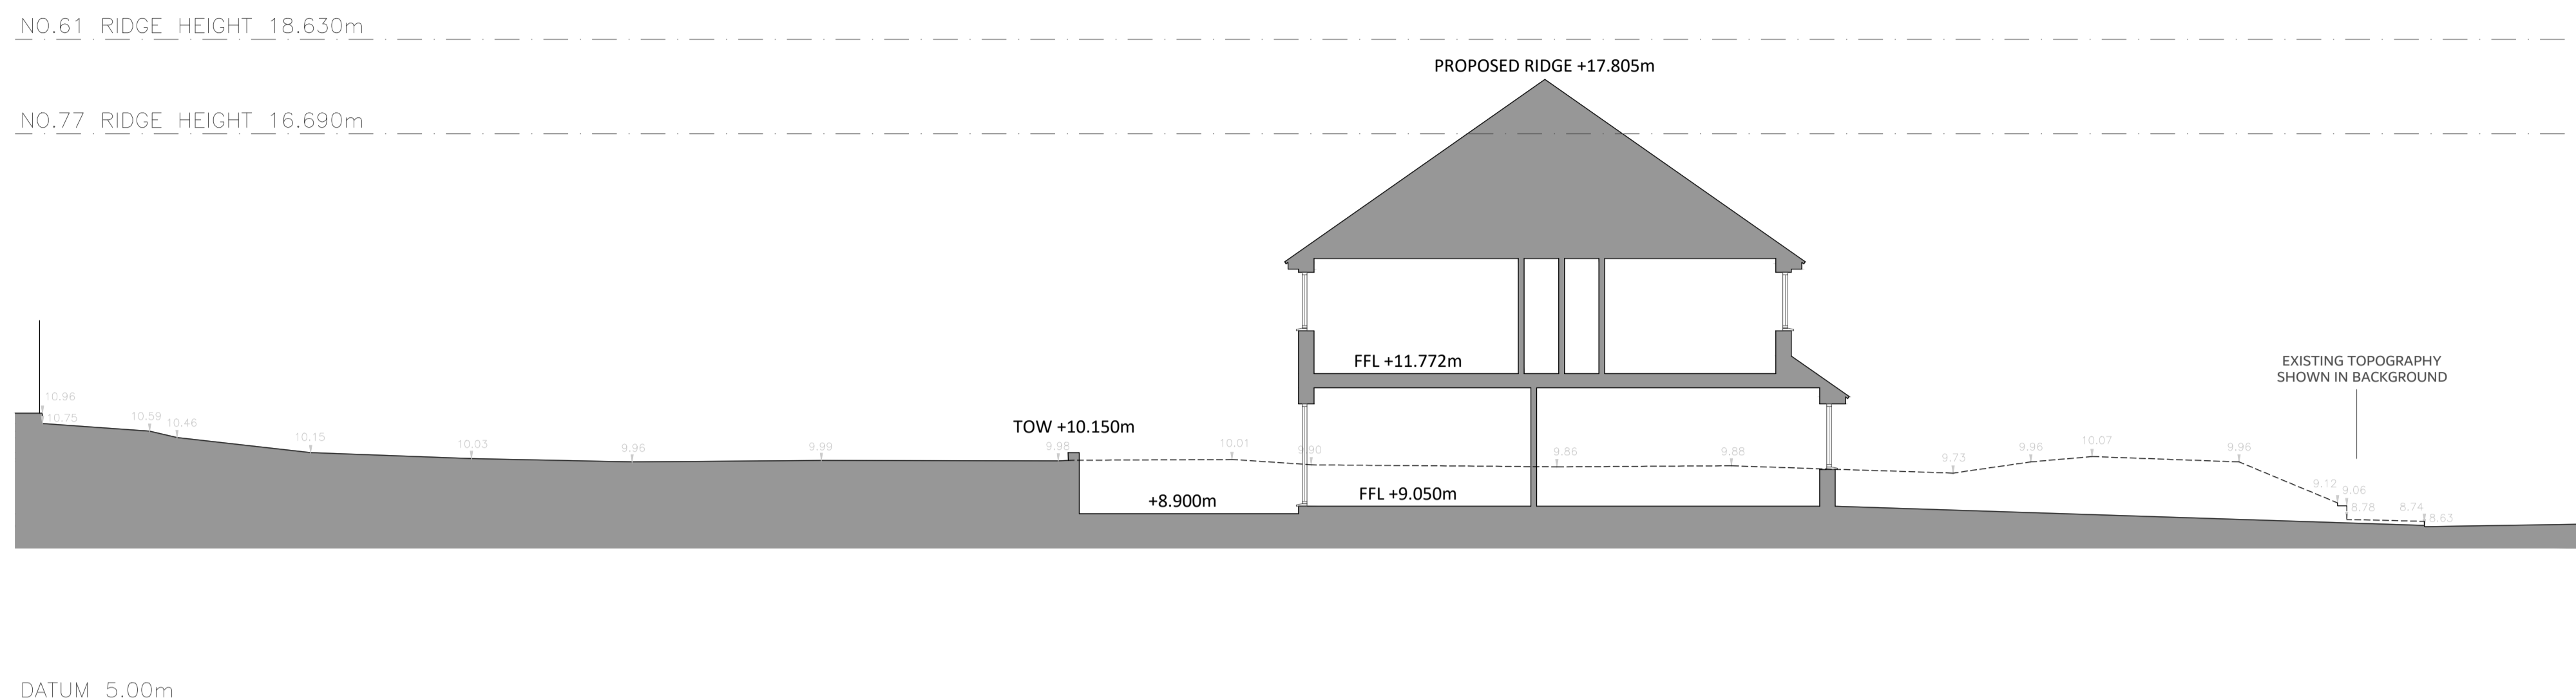 NO.61 RIDGE HEIGHT 18.630m
PROPOSED RIDGE +17.805m
NO.77 RIDGE HEIGHT 16.690m
FFL +11.772m
EXISTING TOPOGRAPHY
SHOWN IN BACKGROUND
10.96
10.75
10.59
10.46
10.15
10.03
9.96
9.99
TOW +10.150m
9.98
10.01
9.90
9.86
9.88
9.73
9.96
10.07
9.96
+8.900m
FFL +9.050m
9.12
9.06
8.78
8.74
8.63
DATUM 5.00m